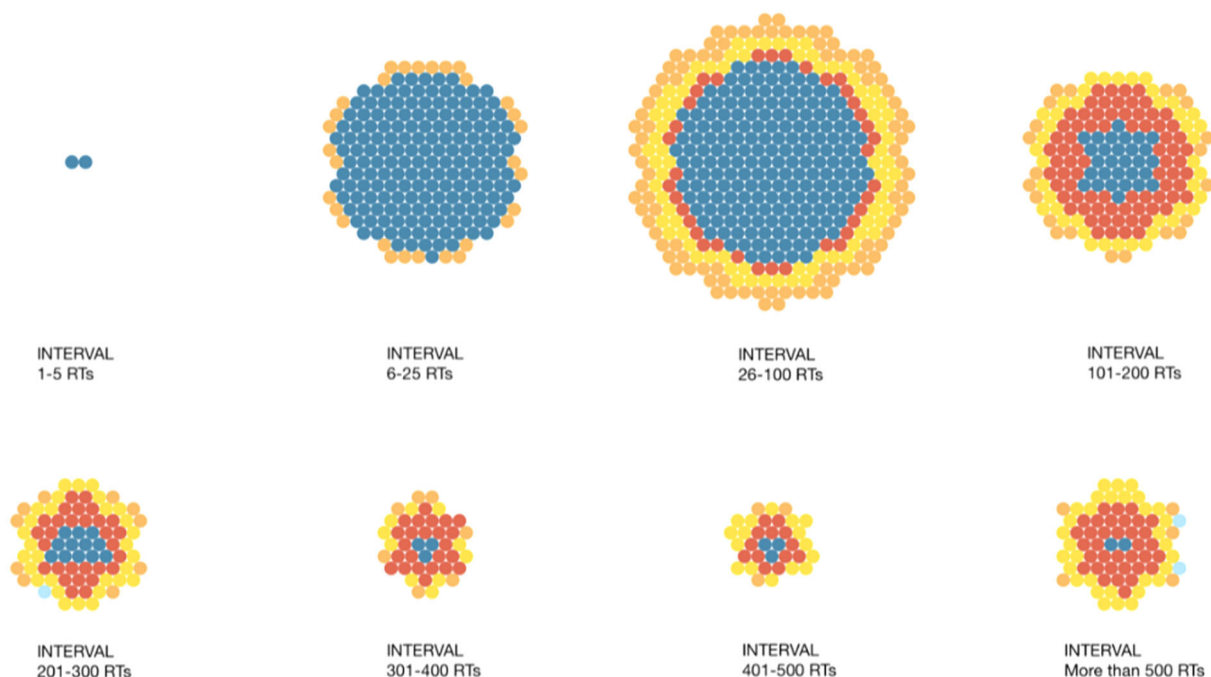 INTERVAL
1-5 RTs
INTERVAL
6-25 RTs
INTERVAL
26-100 RTs
INTERVAL
101-200 RTs
INTERVAL
201-300 RTs
INTERVAL
301-400 RTs
INTERVAL
401-500 RTs
INTERVAL
More than 500 RTs